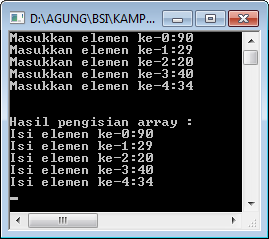 D:\AGUNG\BSI\KAMP...
Masukkan elemen ke-0:90
Masukkan elemen ke-1:29
Masukkan elemen ke-2:20
Masukkan elemen ke-3:40
Masukkan elemen ke-4:34
Hasil pengisian array :
Isi elemen ke-0:90
Isi elemen ke-1:29
Isi elemen ke-2:20
Isi elemen ke-3:40
Isi elemen ke-4:34